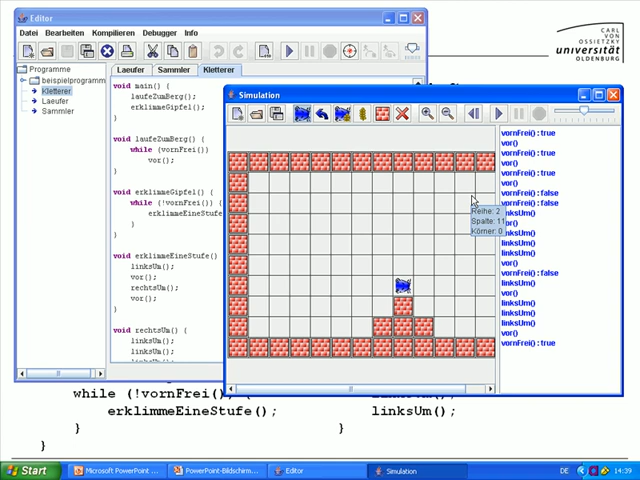 Editor
Datei Bearbeiten Kompilieren Debugger Info
Programme
beispielprogramm
Kletterer
Laeufer
Sammler
Laeufer Sammler Kletterer
void main() {
laufeZumBerg();
erklimmeGipfel();
}
void laufeZumBerg() {
while (vornFrei())
vor();
}
void erklimmeGipfel() {
while (!vornFrei())
erklimmeEineStufe
}
void erklimmeEineStufe()
linksUm();
vor();
rechtsUm();
vor();
}
void rechtsUm() {
linksUm();
linksUm();
linksUm();
Simulation
Reihe: 2
Spalte: 11
Körner: 0
vornFrei() : true
vor()
vornFrei() : true
vor()
vornFrei() : true
vor()
vornFrei() : false
vornFrei() : false
linksUm()
vor()
linksUm()
linksUm()
linksUm()
vor()
vornFrei() : false
linksUm()
vor()
linksUm()
linksUm()
linksUm()
vor()
vornFrei() : true
CARL
VON
OSSIETZKY
universität
OLDENBURG
while (!vornFrei()) {
erklimmeEineStufe(); linksUm();
} }
}
Start Microsoft PowerPoint ... PowerPoint-Bildschirm... Editor Simulation DE 14:39